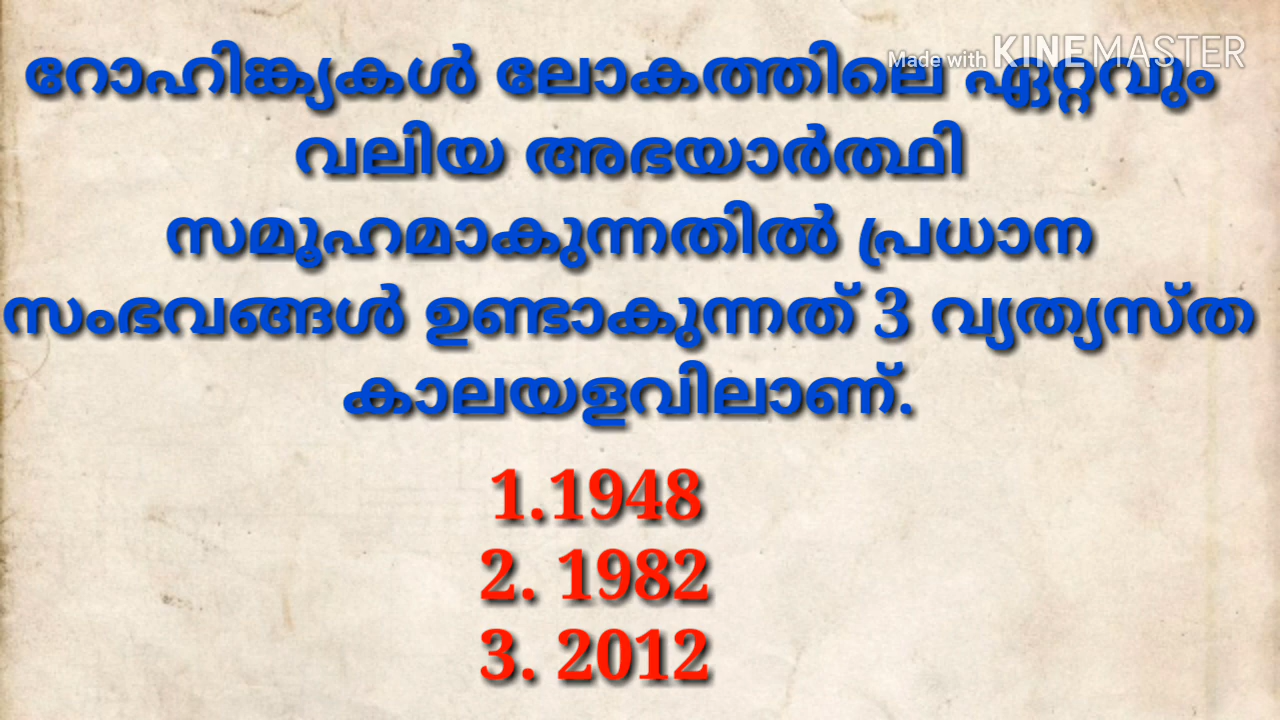 Made with KINEMASTER
റോഹിങ്ക്യകൾ ലോകത്തിലെ ഏറ്റവും
വലിയ അഭയാർത്ഥി
സമൂഹമാകുന്നതിൽ പ്രധാന
സംഭവങ്ങൾ ഉണ്ടാകുന്നത് 3 വ്യത്യസ്ത
കാലയളവിലാണ്.
1.1948
2. 1982
3. 2012